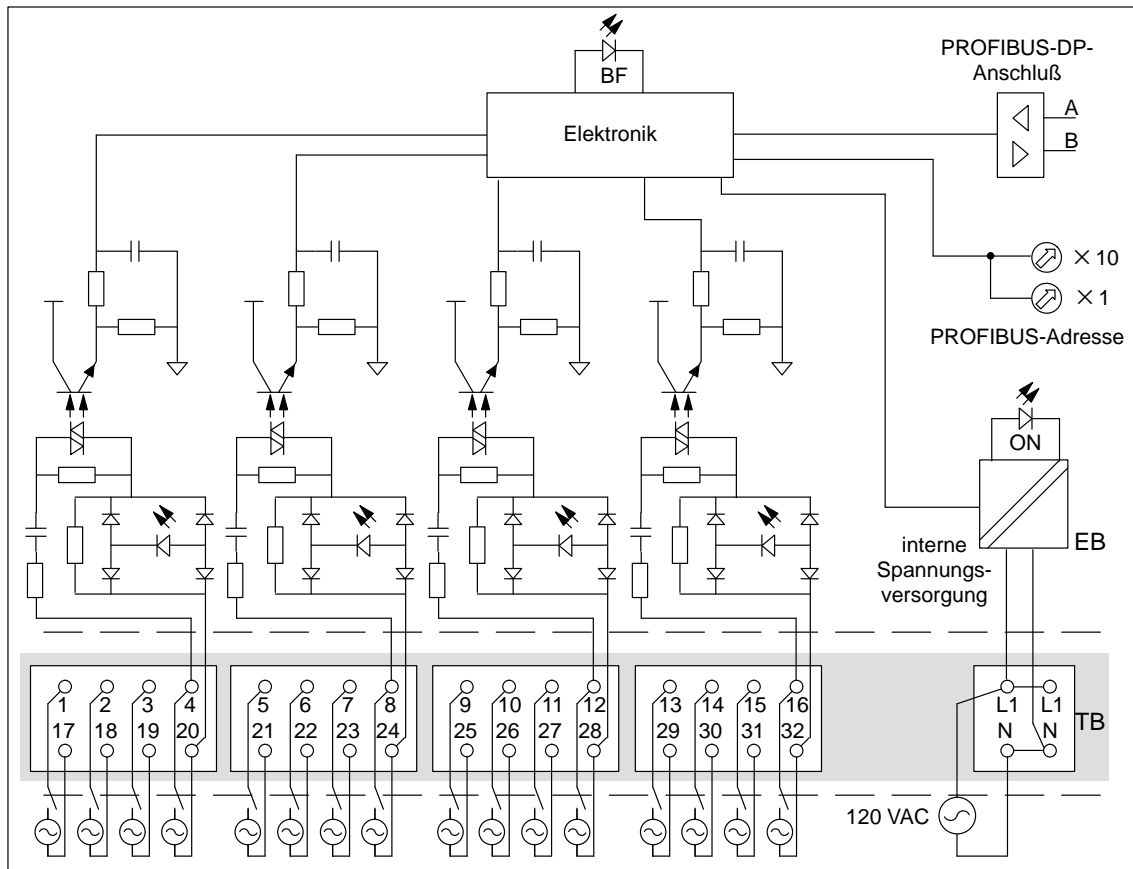 PROFIBUS-DP-
Anschluß
BF
Elektronik
A
B
× 10
× 1
PROFIBUS-Adresse
ON
EB
interne
Spannungs-
versorgung
1 2 3 4 5 6 7 8 9 10 11 12 13 14 15 16 L1 L1
17 18 19 20 21 22 23 24 25 26 27 28 29 30 31 32 N N
TB
120 VAC